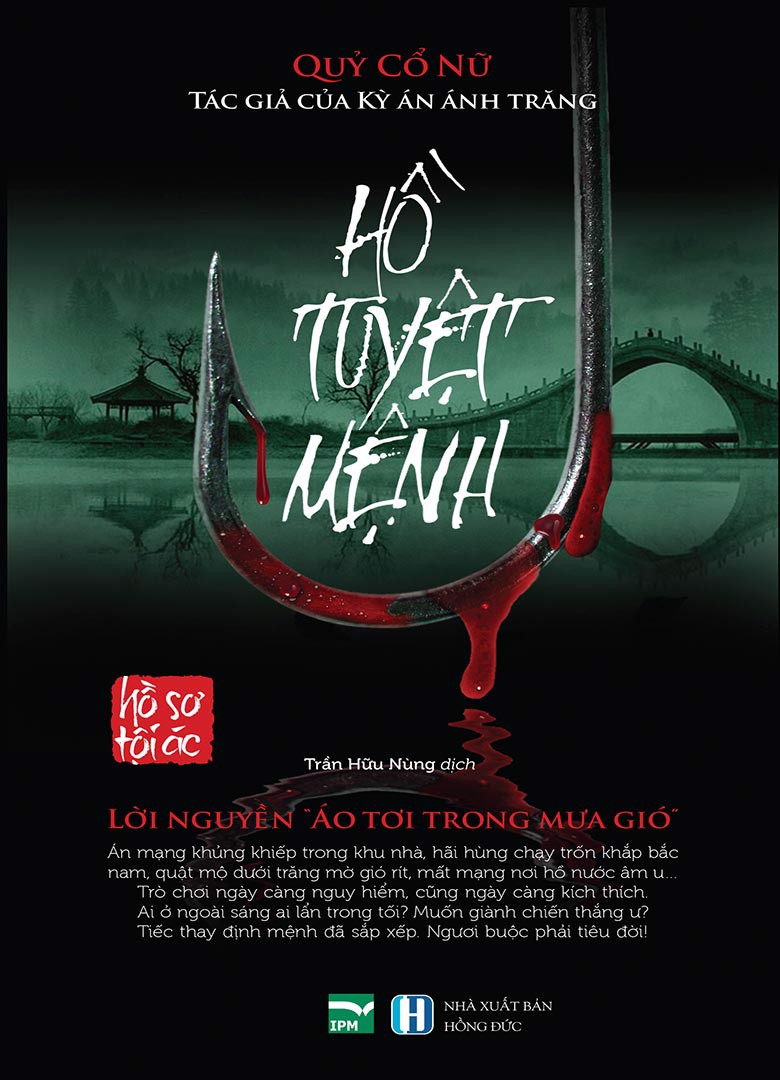 QUỶ CỔ NỮ
TÁC GIẢ CỦA KỲ ÁN ÁNH TRĂNG
HỒ
TUYỆT
MỆNH
hồ sơ
tội ác
Trần Hữu Nùng dịch
LỜI NGUYỀN "ÁO TƠI TRONG MƯA GIÓ"
Án mạng khủng khiếp trong khu nhà, hãi hùng chạy trốn khắp bắc
nam, quật mộ dưới trăng mờ gió rít, mất mạng nơi hồ nước âm u...
Trò chơi ngày càng nguy hiểm, cũng ngày càng kích thích.
Ai ở ngoài sáng ai lẩn trong tối? Muốn giành chiến thắng ư?
Tiếc thay định mệnh đã sắp xếp. Ngươi buộc phải tiêu đời!
IPM
H
NHÀ XUẤT BẢN
HỒNG ĐỨC